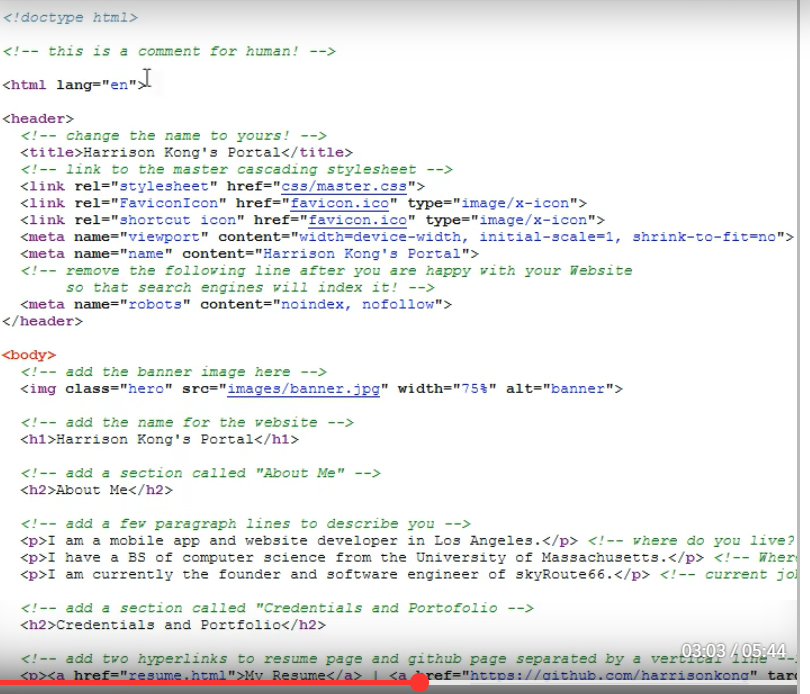 <!doctype html>
<!-- this is a comment for human! -->
<html lang="en">
<header>
<!-- change the name to yours! -->
<title>Harrison Kong's Portal</title>
<!-- link to the master cascading stylesheet -->
<link rel="stylesheet" href="css/master.css">
<link rel="FaviconIcon" href="favicon.ico" type="image/x-icon">
<link rel="shortcut icon" href="favicon.ico" type="image/x-icon">
<meta name="viewport" content="width=device-width, initial-scale=1, shrink-to-fit=no">
<meta name="name" content="Harrison Kong's Portal">
<!-- remove the following line after you are happy with your Website
so that search engines will index it! -->
<meta name="robots" content="noindex, nofollow">
</header>
<body>
<!-- add the banner image here -->
<img class="hero" src="images/banner.jpg" width="75%" alt="banner">
<!-- add the name for the website -->
<h1>Harrison Kong's Portal</h1>
<!-- add a section called "About Me" -->
<h2>About Me</h2>
<!-- add a few paragraph lines to describe you -->
<p>I am a mobile app and website developer in Los Angeles.</p> <!-- where do you live?
<p>I have a BS of computer science from the University of Massachusetts.</p> <!-- Wher
<p>I am currently the founder and software engineer of skyRoute66.</p> <!-- current jo
<!-- add a section called "Credentials and Portofolio -->
<h2>Credentials and Portfolio</h2>
03:03 / 05:44
<!-- add two hyperlinks to resume page and github page separated by a vertical line --
<p><a href="resume.html">My Resume</a> | <a href="https://github.com/harrisonkong" tar